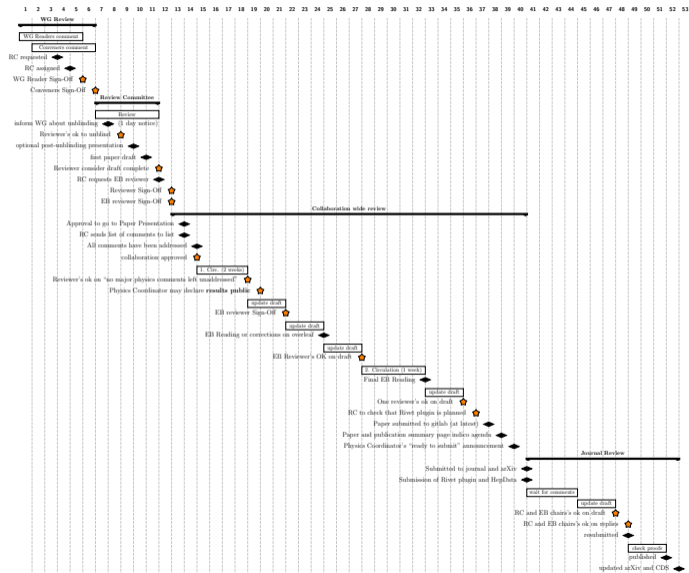 1 2 3 4 5 6 7 8 9 10 11 12 13 14 15 16 17 18 19 20 21 22 23 24 25 26 27 28 29 30 31 32 33 34 35 36 37 38 39 40 41 42 43 44 45 46 47 48 49 50 51 52 53
WG Review
WG Readers comment
Conveners comment
RC requested
RC assigned
WG Reader Sign-Off
Conveners Sign-Off
Review Committee
Review
inform WG about unblinding (1 day notice)
Reviewer's ok to unblind
optional post-unblinding presentation
first paper draft
Reviewer consider draft complete
RC requests EB reviewer
Reviewer Sign-Off
EB reviewer Sign-Off
Collaboration wide review
Approval to go to Paper Presentation
RC sends list of comments to list
All comments have been addressed
collaboration approved
1. Circ. (2 weeks)
Reviewer's ok on "no major physics comments left unaddressed"
Physics Coordinator may declare results public
update draft
EB reviewer Sign-Off
update draft
EB Reading or corrections on overleaf
update draft
EB Reviewer's OK on draft
2. Circulation (1 week)
Final EB Reading
update draft
One reviewer's ok on draft
RC to check that Rivet plugin is planned
Paper submitted to gitlab (at latest)
Paper and publication summary page indico agenda
Physics Coordinator's "ready to submit" announcement
Journal Review
Submitted to journal and arXiv
Submission of Rivet plugin and HepData
wait for comments
update draft
RC and EB chairs's ok on draft
RC and EB chairs's ok on replies
resubmitted
check proofs
published
updated arXiv and CDS